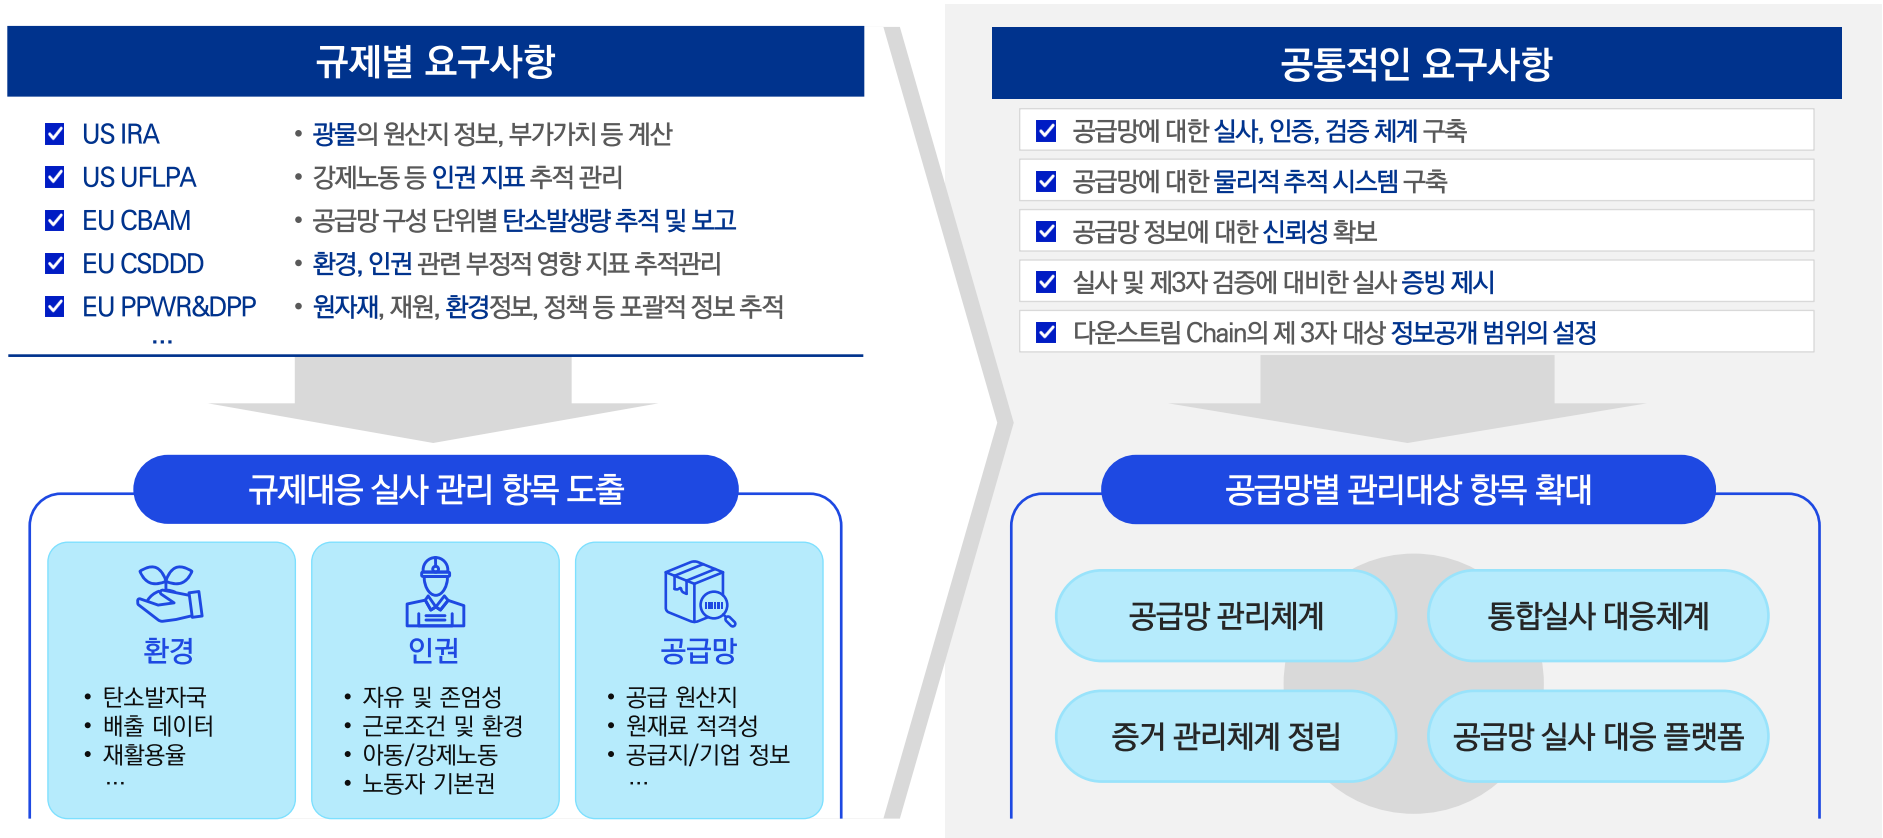 규제별 요구사항
US IRA • 광물의 원산지 정보, 부가가치 등 계산
US UFLPA • 강제노동 등 인권 지표 추적 관리
EU CBAM • 공급망 구성 단위별 탄소발생량 추적 및 보고
EU CSDDD • 환경, 인권 관련 부정적 영향 지표 추적관리
EU PPWR&DPP • 원자재, 재원, 환경정보, 정책 등 포괄적 정보 추적
...
규제대응 실사 관리 항목 도출
환경
• 탄소발자국
• 배출 데이터
• 재활용율
...
인권
• 자유 및 존엄성
• 근로조건 및 환경
• 아동/강제노동
• 노동자 기본권
공급망
• 공급 원산지
• 원재료 적격성
• 공급지/기업 정보
...
공통적인 요구사항
공급망에 대한 실사, 인증, 검증 체계 구축
공급망에 대한 물리적 추적 시스템 구축
공급망 정보에 대한 신뢰성 확보
실사 및 제3자 검증에 대비한 실사 증빙 제시
다운스트림 Chain의 제 3자 대상 정보공개 범위의 설정
공급망별 관리대상 항목 확대
공급망 관리체계
통합실사 대응체계
증거 관리체계 정립
공급망 실사 대응 플랫폼